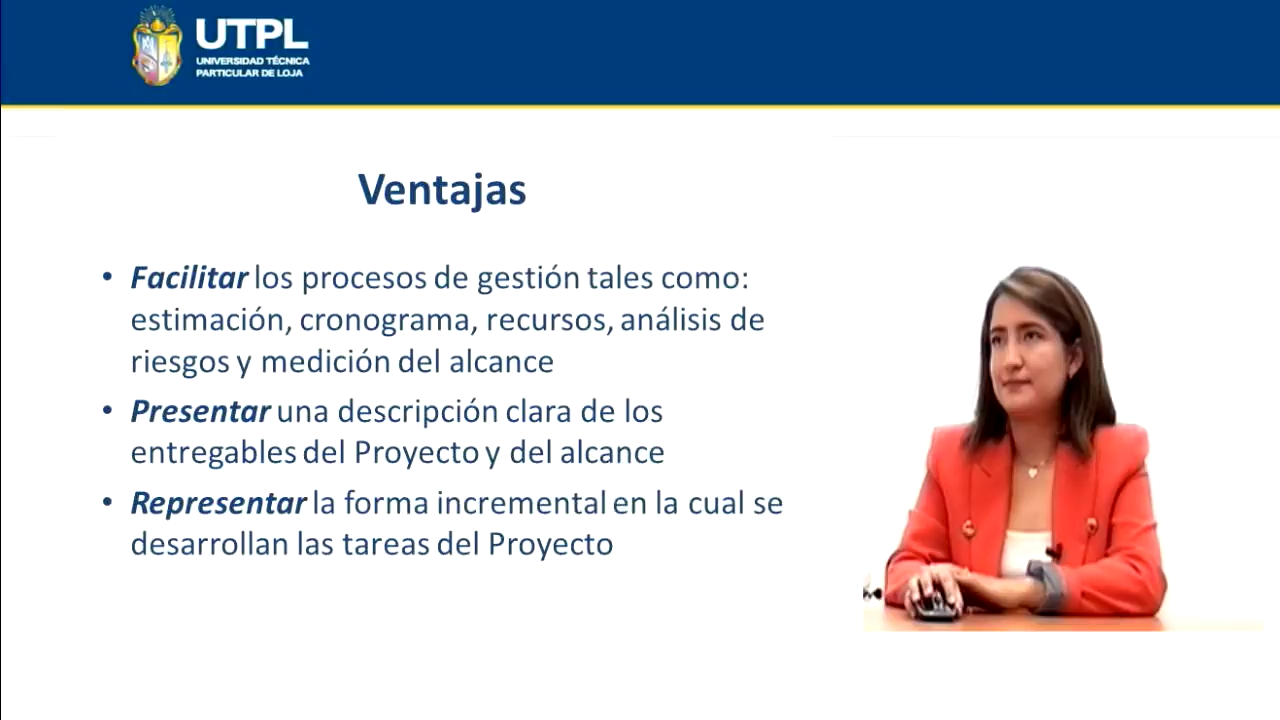 UTPL
UNIVERSIDAD TÉCNICA
PARTICULAR DE LOJA
Ventajas
• Facilitar los procesos de gestión tales como:
estimación, cronograma, recursos, análisis de
riesgos y medición del alcance
• Presentar una descripción clara de los
entregables del Proyecto y del alcance
• Representar la forma incremental en la cual se
desarrollan las tareas del Proyecto